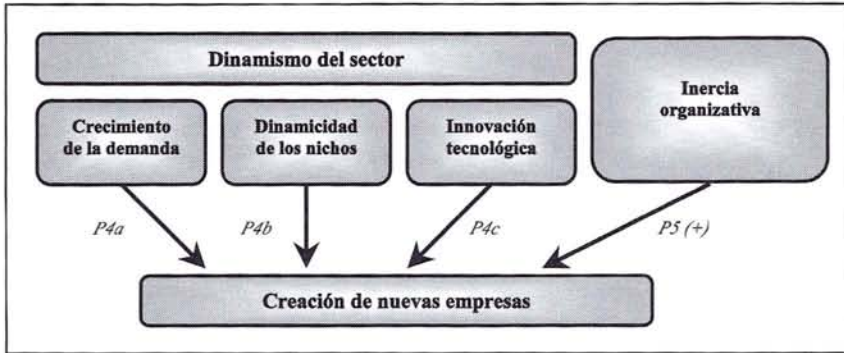 Dinamismo del sector
Inercia
organizativa
Crecimiento
de la demanda
Dinamicidad
de los nichos
Innovación
tecnológica
P4a
P4b
P4c
P5 (+)
Creación de nuevas empresas